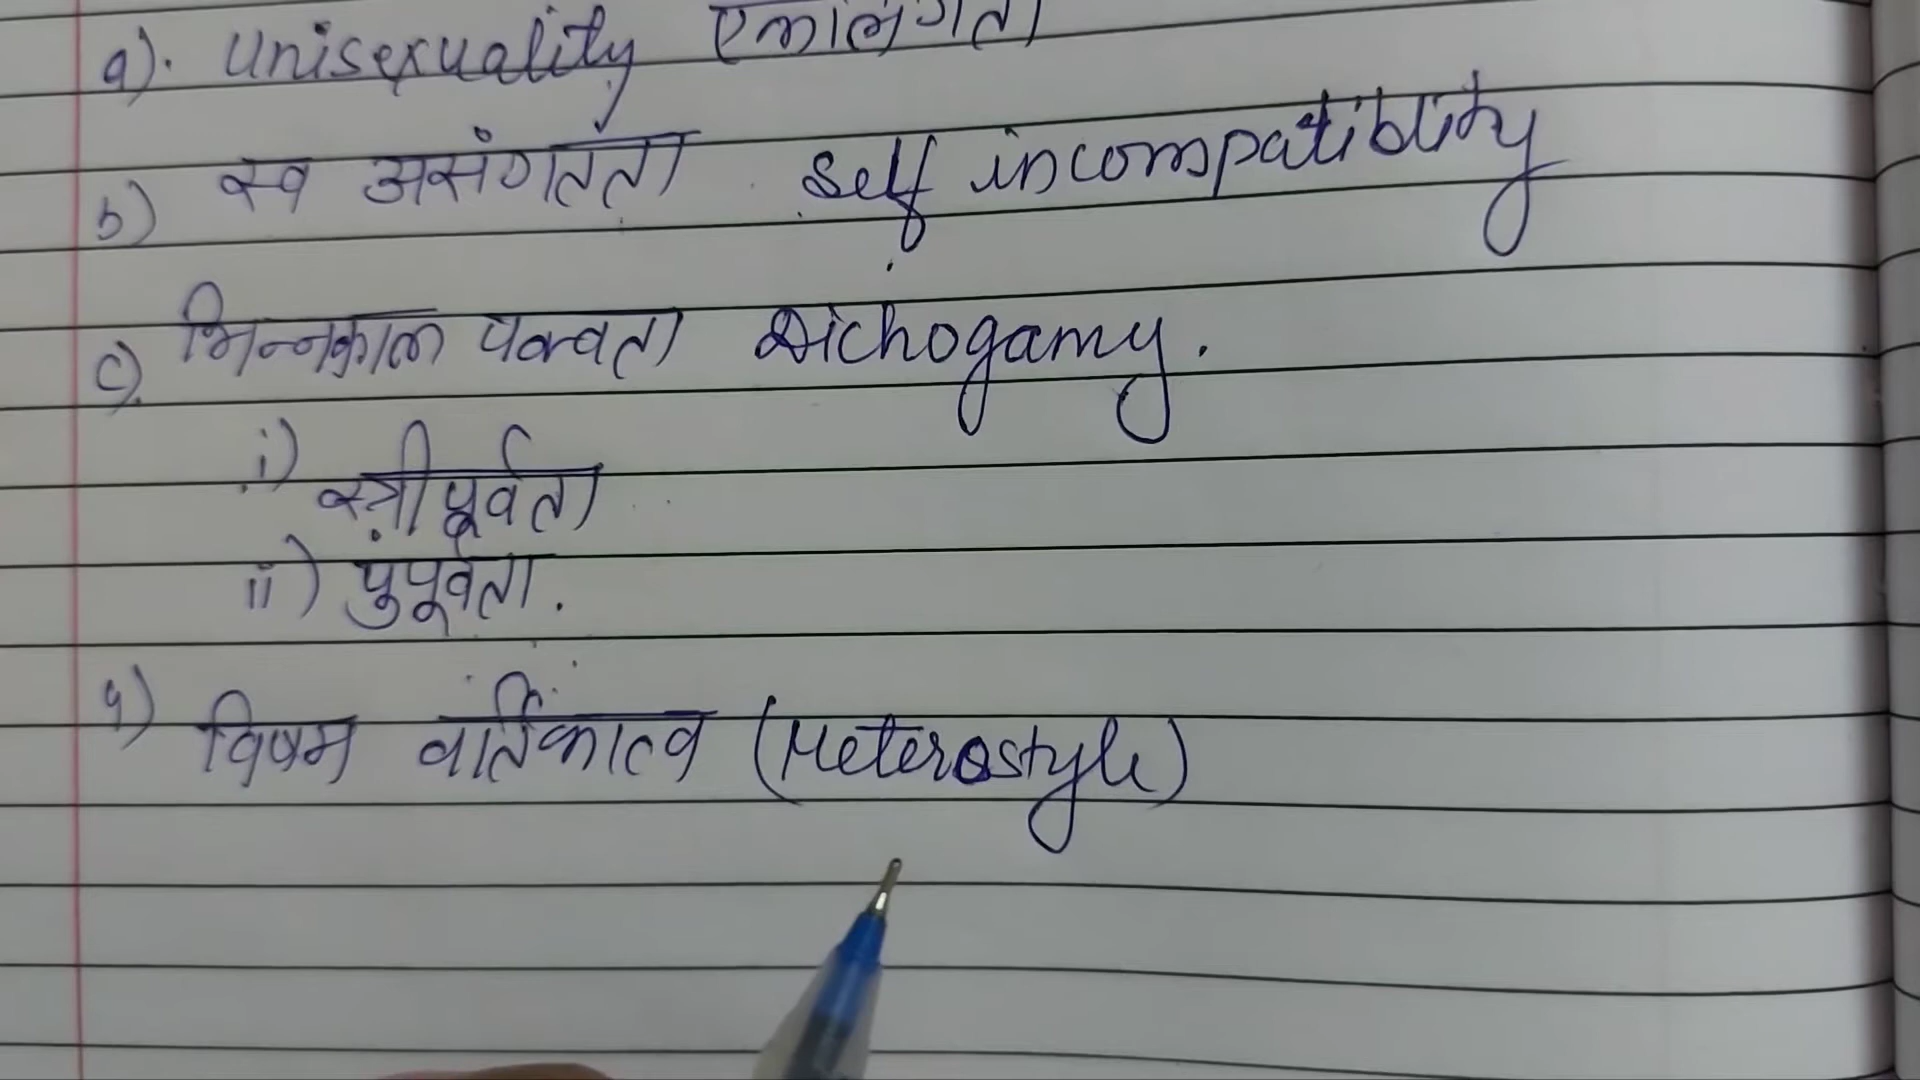 a). Unisexuality एकलिंगता
b) स्व असंगतता self incompatiblity
c). भिन्नकाल पक्वता Dichogamy.
i) स्त्रीपूर्वता
ii) पुपूर्वता.
4) विषम वर्तिकात्व (Heterostyle)